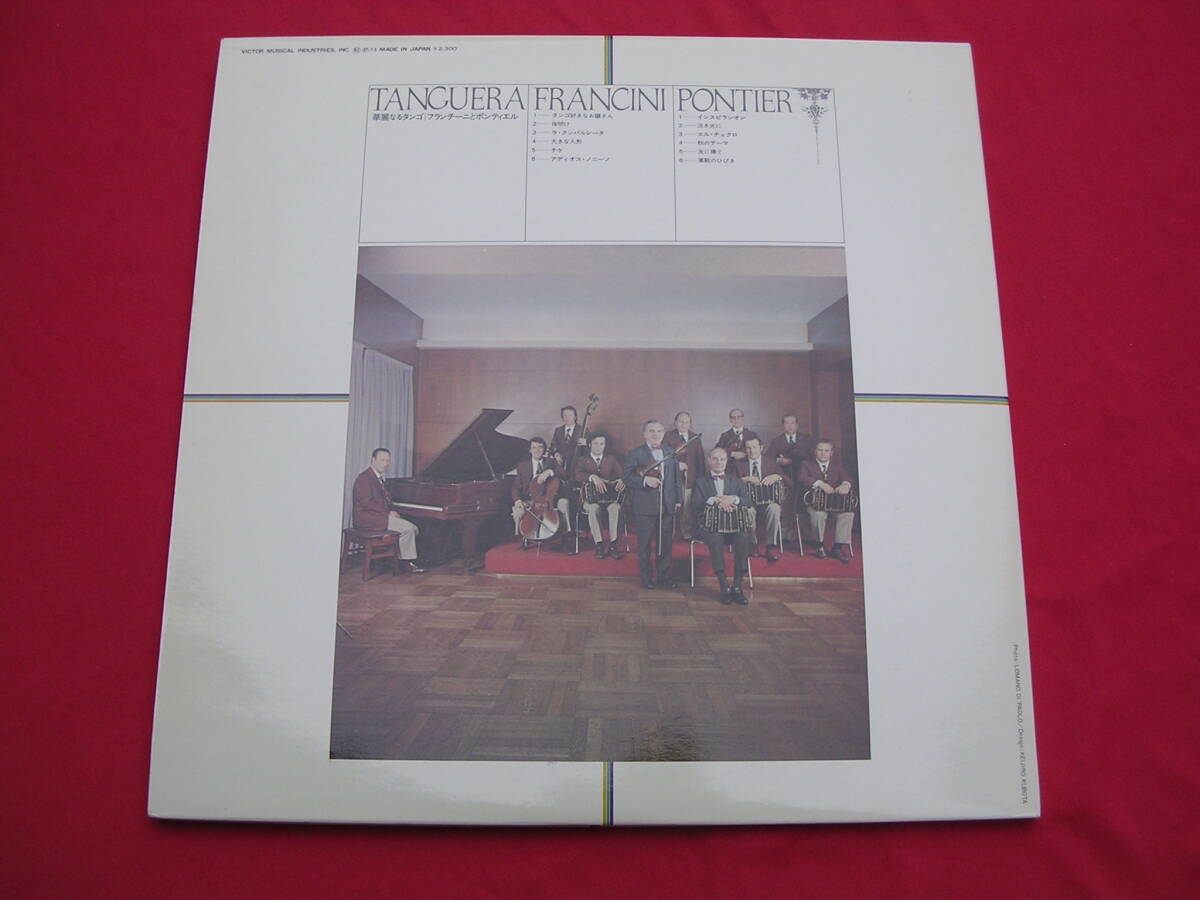 VICTOR MUSICAL INDUSTRIES, INC. MADE IN JAPAN ¥2,300
TANGUERA FRANCINI PONTIER
華麗なるタンゴ/フランチーニとポンティエル
1 タンゴ好きなお嬢さん
2 夜明け
3 ラ・クンパルシータ
4 大きな人形
5 チケ
6 アディオス・ノニーノ
1 インスピラシオン
2 泣き虫に
3 エル・チョクロ
4 秋のテーマ
5 友に捧ぐ
6 軍靴のひびき
Photo: LOMANO DI PAOLO/Design: KEIJIRO KUBOTA